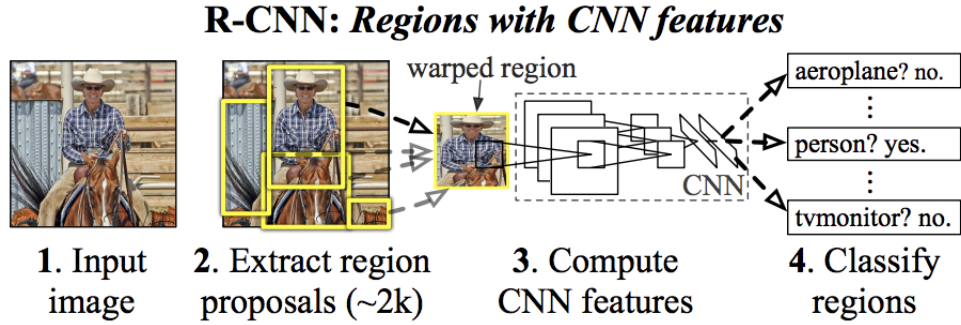 R-CNN: Regions with CNN features
warped region
aeroplane? no.
⋮
person? yes.
⋮
tvmonitor? no.
CNN
1. Input
image
2. Extract region
proposals (~2k)
3. Compute
CNN features
4. Classify
regions